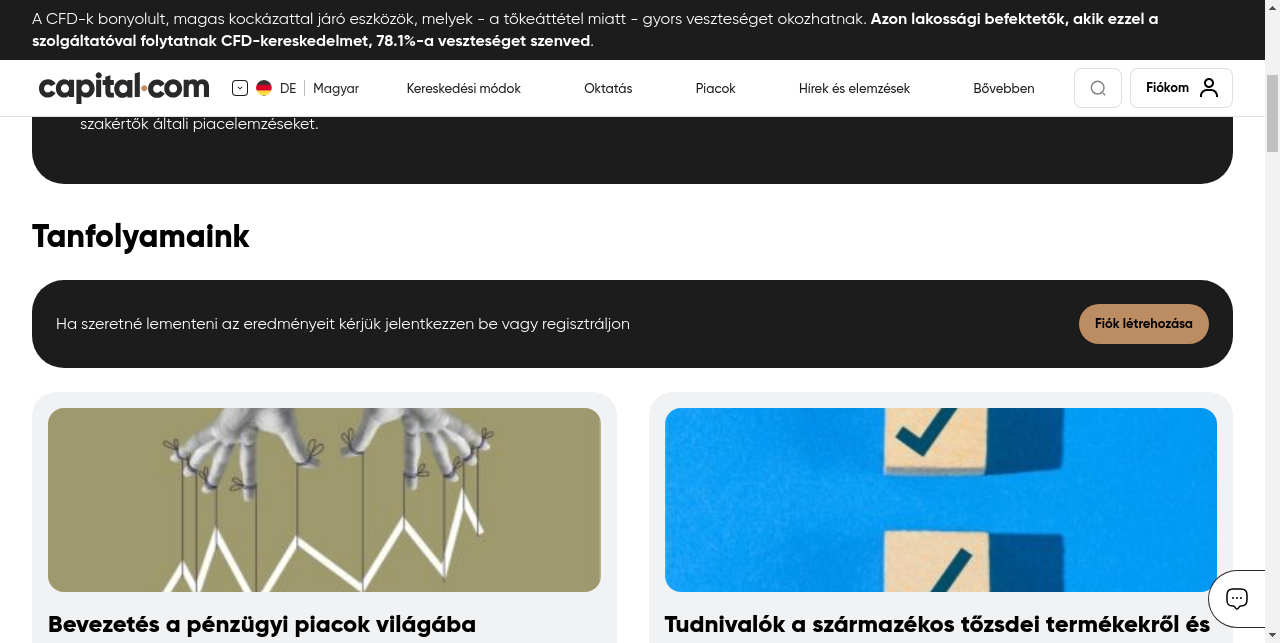 A CFD-k bonyolult, magas kockázattal járó eszközök, melyek - a tőkeáttétel miatt - gyors veszteséget okozhatnak. Azon lakossági befektetők, akik ezzel a
szolgáltatóval folytatnak CFD-kereskedelmet, 78.1%-a veszteséget szenved.
capital.com
DE
Magyar
Kereskedési módok
Oktatás
Piacok
Hírek és elemzések
Bővebben
Fiókom
szakértők általi piacelemzéseket.
Tanfolyamaink
Ha szeretné lementeni az eredményeit kérjük jelentkezzen be vagy regisztráljon
Fiók létrehozása
Bevezetés a pénzügyi piacok világába
Tudnivalók a származékos tőzsdei termékekről és